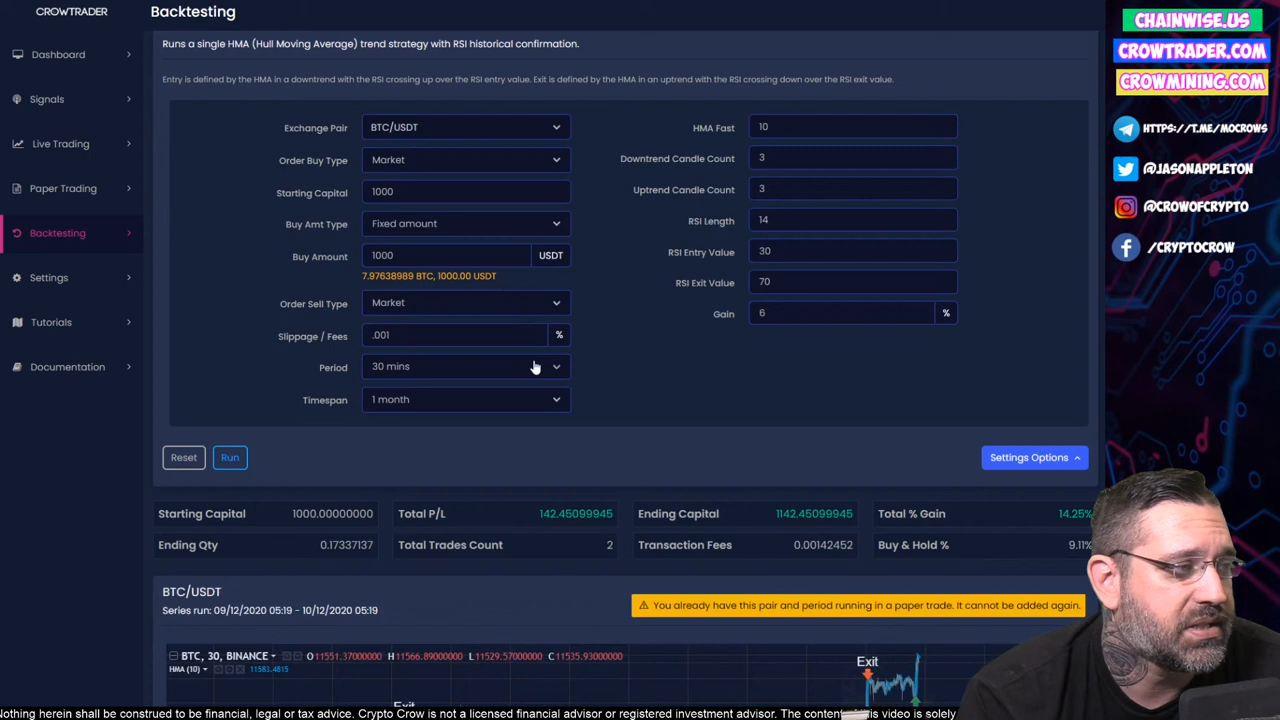 CROWTRADER
Backtesting
Dashboard
Signals
Live Trading
Paper Trading
Backtesting
Settings
Tutorials
Documentation
Runs a single HMA (Hull Moving Average) trend strategy with RSI historical confirmation.
Entry is defined by the HMA in a downtrend with the RSI crossing up over the RSI entry value. Exit is defined by the HMA in an uptrend with the RSI crossing down over the RSI exit value.
Exchange Pair BTC/USDT
Order Buy Type Market
Starting Capital 1000
Buy Amt Type Fixed amount
Buy Amount 1000 USDT
7.97638989 BTC, 1000.00 USDT
Order Sell Type Market
Slippage / Fees .001 %
Period 30 mins
Timespan 1 month
HMA Fast 10
Downtrend Candle Count 3
Uptrend Candle Count 3
RSI Length 14
RSI Entry Value 30
RSI Exit Value 70
Gain 6 %
Reset Run Settings Options
Starting Capital 1000.00000000 Total P/L 142.45099945 Ending Capital 1142.45099945 Total % Gain 14.25%
Ending Qty 0.17337137 Total Trades Count 2 Transaction Fees 0.00142452 Buy & Hold % 9.11%
BTC/USDT
Series run: 09/12/2020 05:19 - 10/12/2020 05:19
You already have this pair and period running in a paper trade. It cannot be added again.
BTC, 30, BINANCE O11551.37000000 H11566.89000000 L11529.57000000 C11535.93000000
HMA (10) 11583.4815
Exit
Exit
CHAINWISE.US
CROWTRADER.COM
CROWMINING.COM
HTTPS://T.ME/MOCROWS
@JASONAPPLETON
@CROWOFCRYPTO
/CRYPTOCROW
Nothing herein shall be construed to be financial, legal or tax advice. Crypto Crow is not a licensed financial advisor or registered investment advisor. The content of this video is solely